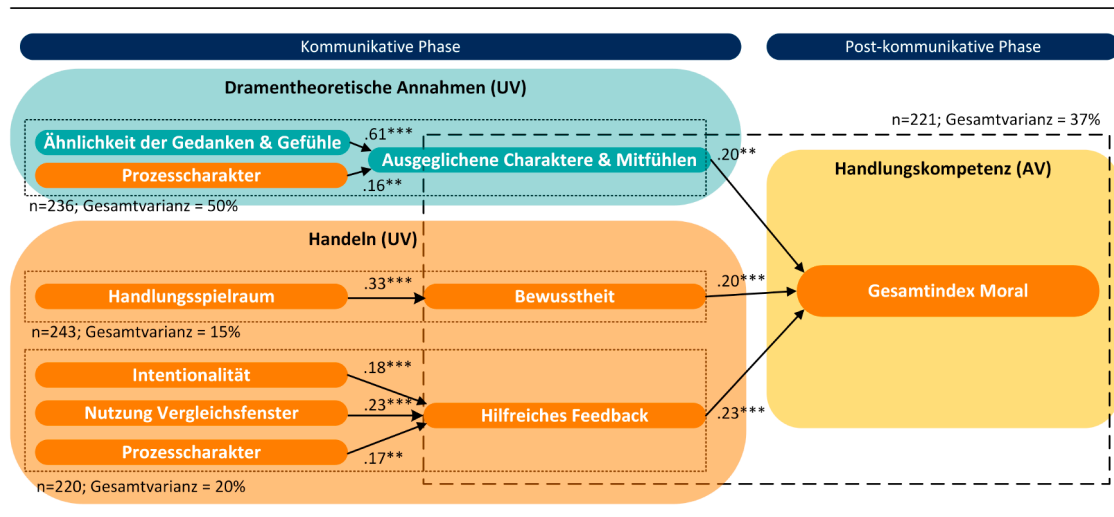 Kommunikative Phase
Post-kommunikative Phase
Dramentheoretische Annahmen (UV)
n=221; Gesamtvarianz = 37%
Ähnlichkeit der Gedanken & Gefühle
.61***
Ausgeglichene Charaktere & Mitfühlen
.20**
Prozesscharakter
.16**
n=236; Gesamtvarianz = 50%
Handlungskompetenz (AV)
Handeln (UV)
Handlungsspielraum
.33***
Bewusstheit
.20***
Gesamtindex Moral
n=243; Gesamtvarianz = 15%
Intentionalität
.18***
Nutzung Vergleichsfenster
.23***
Hilfreiches Feedback
.23***
Prozesscharakter
.17**
n=220; Gesamtvarianz = 20%